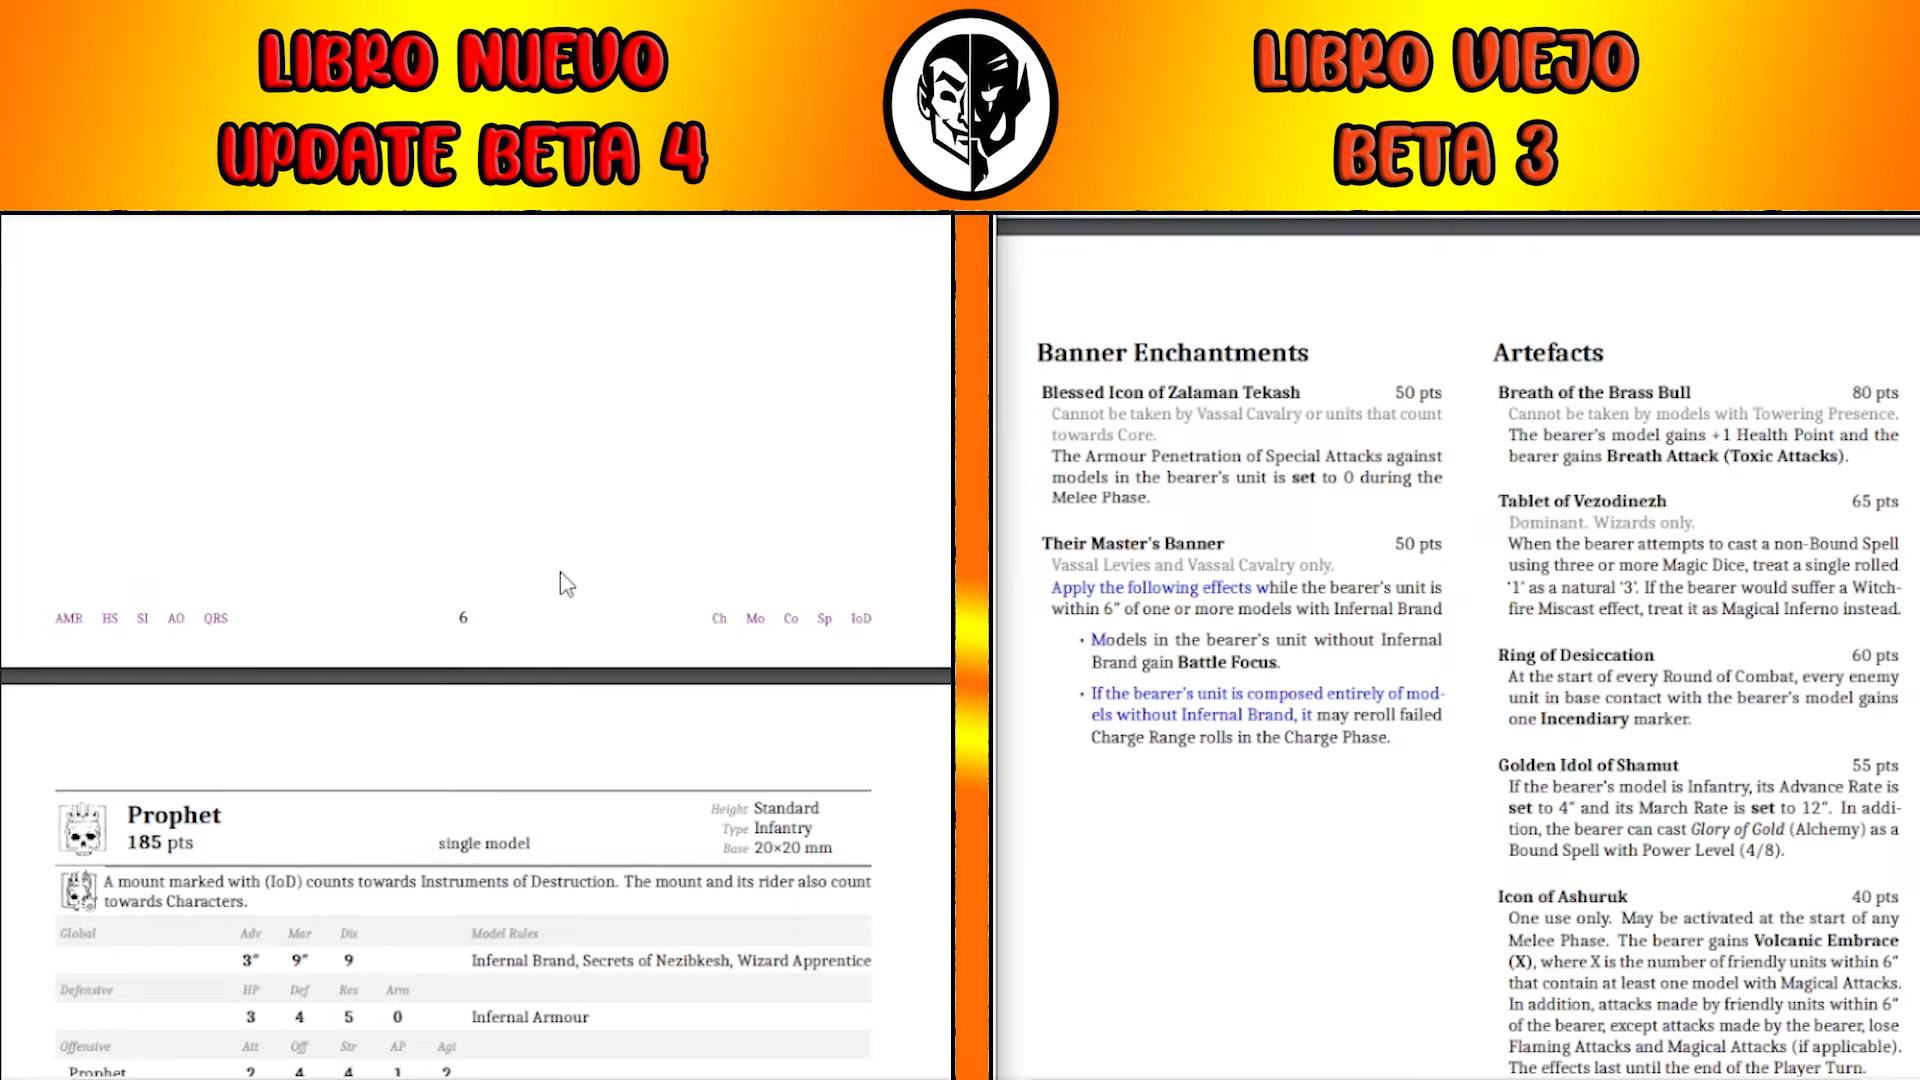 LIBRO NUEVO
UPDATE BETA 4
LIBRO VIEJO
BETA 3
AMR HS SI AO QRS 6 Ch Mo Co Sp IoD
Prophet
185 pts
single model
Height Standard
Type Infantry
Base 20×20 mm
A mount marked with (IoD) counts towards Instruments of Destruction. The mount and its rider also count
towards Characters.
Global Adv Mar Dis Model Rules
3″ 9″ 9 Infernal Brand, Secrets of Nezibkesh, Wizard Apprentice
Defensive HP Def Res Arm
3 4 5 0 Infernal Armour
Offensive Att Off Str AP Agi
Prophet 2 4 4 1 2
Banner Enchantments
Blessed Icon of Zalaman Tekash 50 pts
Cannot be taken by Vassal Cavalry or units that count
towards Core.
The Armour Penetration of Special Attacks against
models in the bearer's unit is set to 0 during the
Melee Phase.
Their Master's Banner 50 pts
Vassal Levies and Vassal Cavalry only.
Apply the following effects while the bearer's unit is
within 6″ of one or more models with Infernal Brand
• Models in the bearer's unit without Infernal
Brand gain Battle Focus.
• If the bearer's unit is composed entirely of mod-
els without Infernal Brand, it may reroll failed
Charge Range rolls in the Charge Phase.
Artefacts
Breath of the Brass Bull 80 pts
Cannot be taken by models with Towering Presence.
The bearer's model gains +1 Health Point and the
bearer gains Breath Attack (Toxic Attacks).
Tablet of Vezodinezh 65 pts
Dominant. Wizards only.
When the bearer attempts to cast a non-Bound Spell
using three or more Magic Dice, treat a single rolled
'1' as a natural '3'. If the bearer would suffer a Witch-
fire Miscast effect, treat it as Magical Inferno instead.
Ring of Desiccation 60 pts
At the start of every Round of Combat, every enemy
unit in base contact with the bearer's model gains
one Incendiary marker.
Golden Idol of Shamut 55 pts
If the bearer's model is Infantry, its Advance Rate is
set to 4″ and its March Rate is set to 12″. In addi-
tion, the bearer can cast Glory of Gold (Alchemy) as a
Bound Spell with Power Level (4/8).
Icon of Ashuruk 40 pts
One use only. May be activated at the start of any
Melee Phase. The bearer gains Volcanic Embrace
(X), where X is the number of friendly units within 6″
that contain at least one model with Magical Attacks.
In addition, attacks made by friendly units within 6″
of the bearer, except attacks made by the bearer, lose
Flaming Attacks and Magical Attacks (if applicable).
The effects last until the end of the Player Turn.